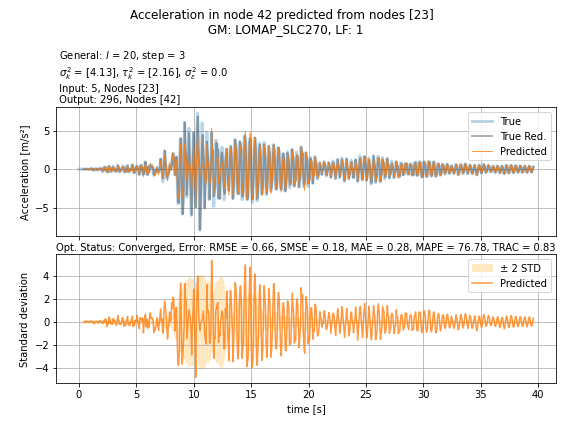 Acceleration in node 42 predicted from nodes [23]
GM: LOMAP_SLC270, LF: 1
General: l = 20, step = 3
σ²ₖ = [4.13], τ²ₖ = [2.16], σ²ₑ = 0.0
Input: 5, Nodes [23]
Output: 296, Nodes [42]
Acceleration [m/s²]
5
0
−5
True
True Red.
Predicted
Opt. Status: Converged, Error: RMSE = 0.66, SMSE = 0.18, MAE = 0.28, MAPE = 76.78, TRAC = 0.83
Standard deviation
4
2
0
−2
−4
± 2 STD
Predicted
0 5 10 15 20 25 30 35 40
time [s]